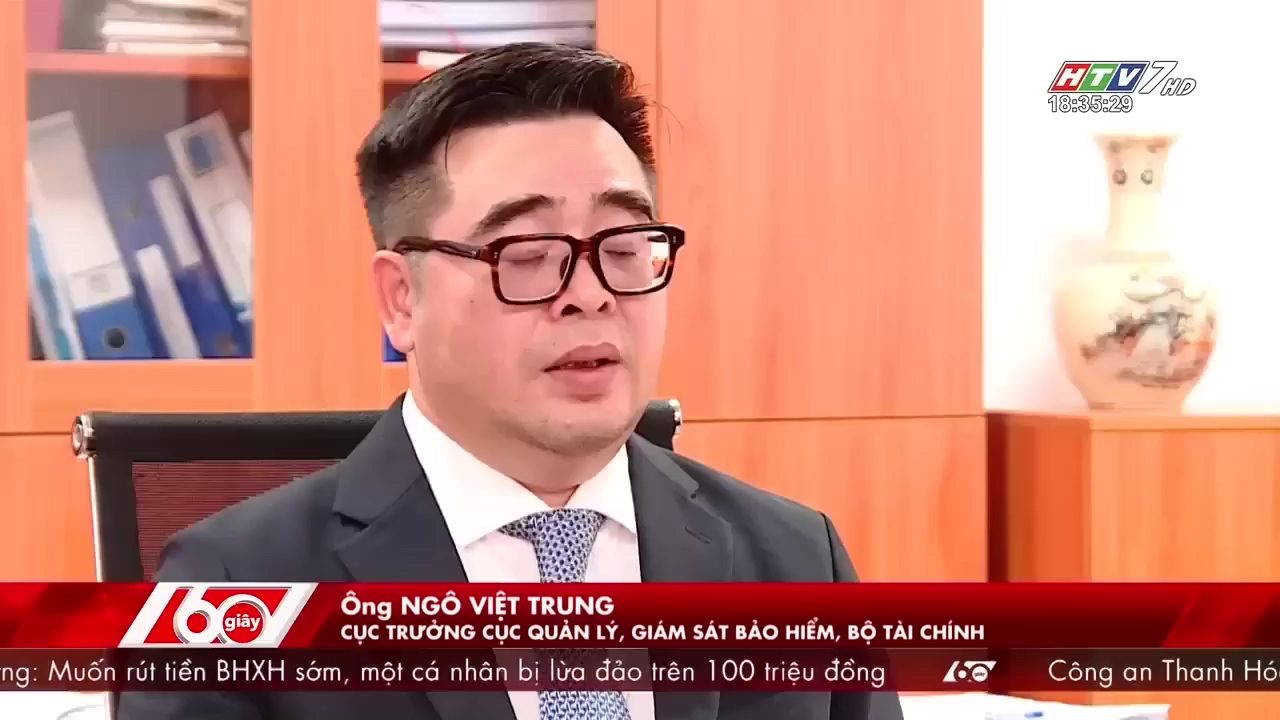 HTV7 HD
18:35:29
60 giây
Ông NGÔ VIỆT TRUNG
CỤC TRƯỞNG CỤC QUẢN LÝ, GIÁM SÁT BẢO HIỂM, BỘ TÀI CHÍNH
Muốn rút tiền BHXH sớm, một cá nhân bị lừa đảo trên 100 triệu đồng 60 giây Công an Thanh